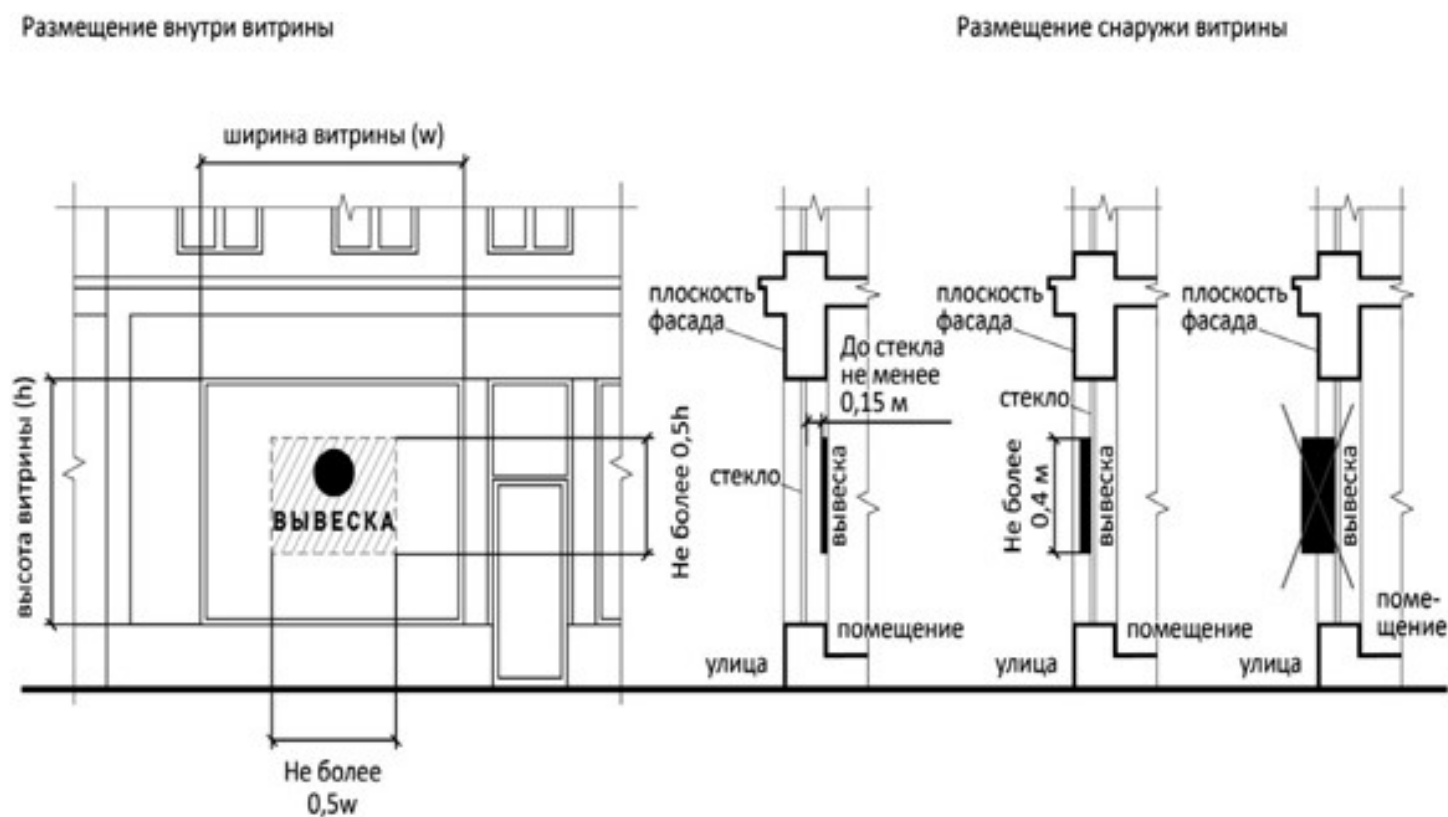 Размещение внутри витрины
Размещение снаружи витрины
ширина витрины (w)
высота витрины (h)
ВЫВЕСКА
Не более 0,5h
Не более
0,5w
плоскость
фасада
До стекла
не менее
0,15 м
стекло
вывеска
помещение
улица
плоскость
фасада
стекло
Не более
0,4 м
вывеска
помещение
улица
плоскость
фасада
вывеска
поме-
щение
улица